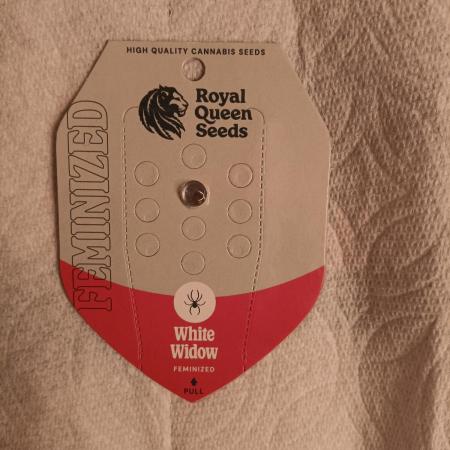 HIGH QUALITY CANNABIS SEEDS
Royal
Queen
Seeds
FEMINIZED
White
Widow
FEMINIZED
PULL